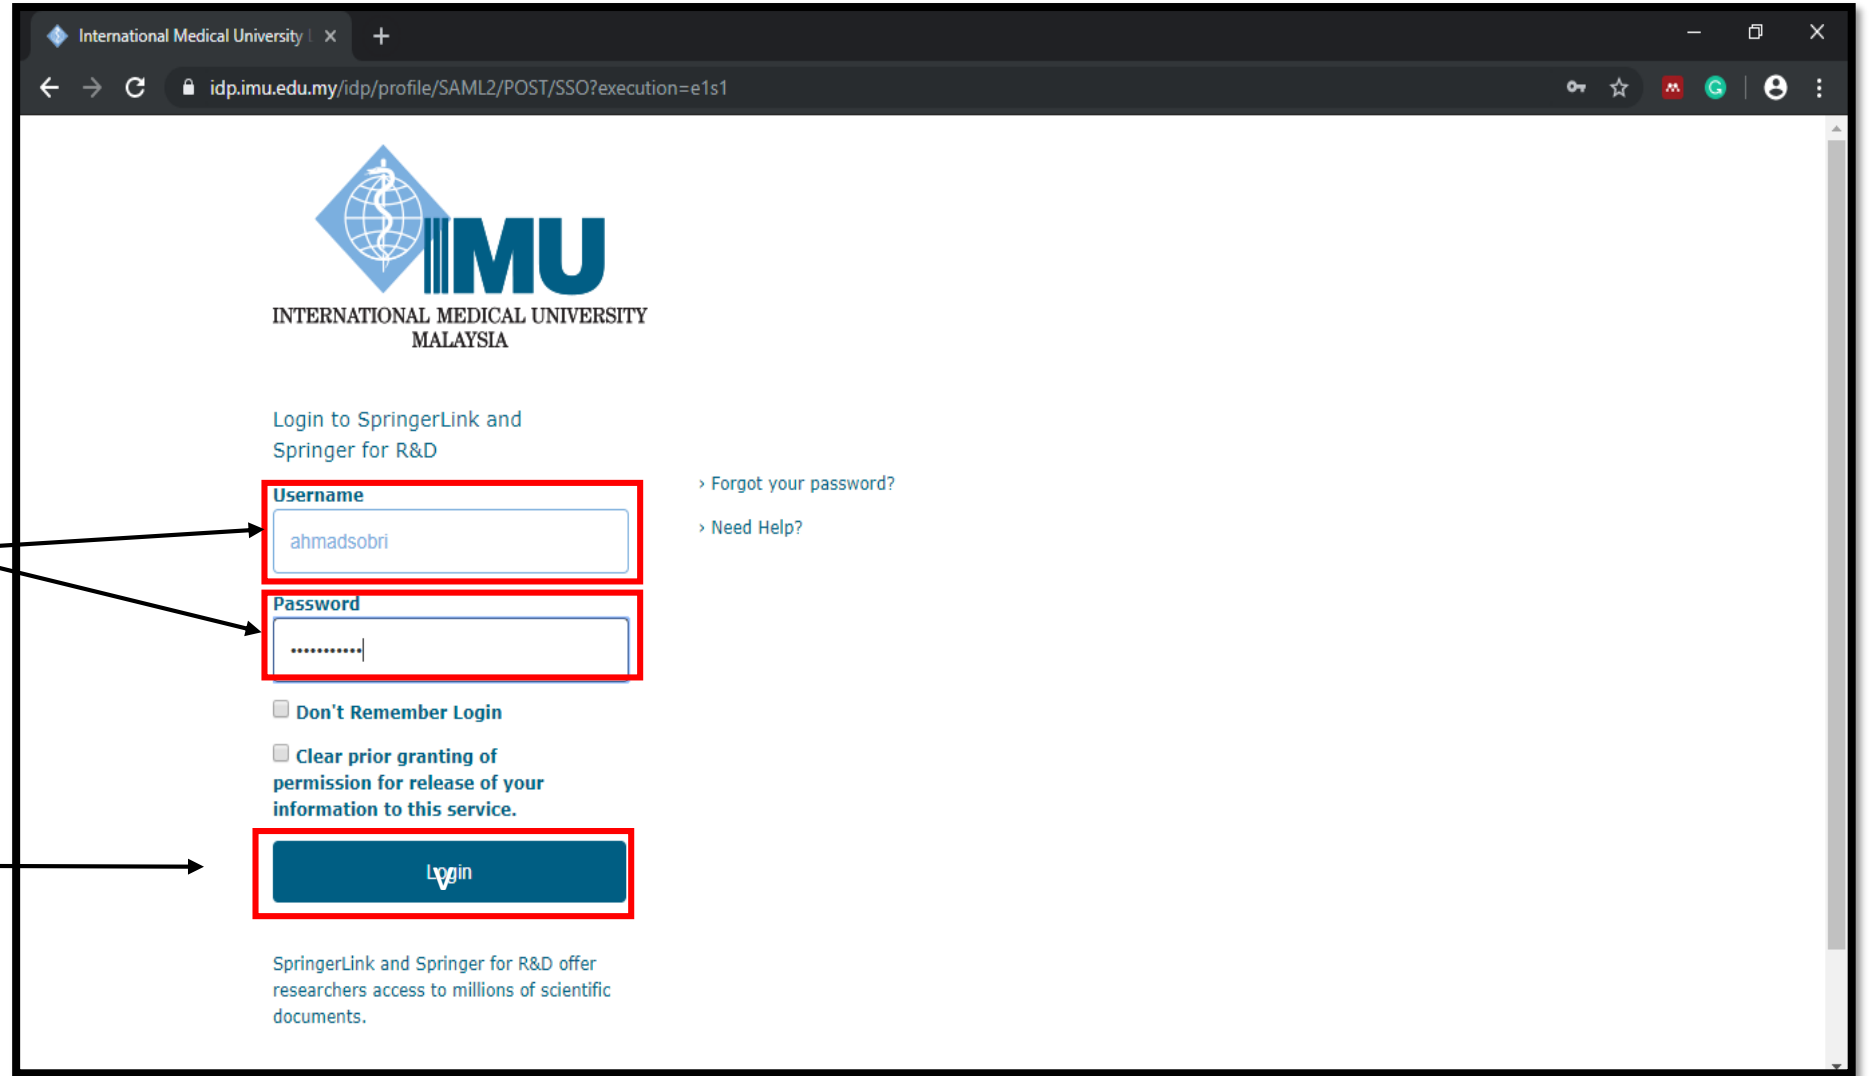 International Medical University L
idp.imu.edu.my/idp/profile/SAML2/POST/SSO?execution=e1s1
IMU
INTERNATIONAL MEDICAL UNIVERSITY
MALAYSIA
Login to SpringerLink and
Springer for R&D
Username
ahmadsobri
Password
•••••••••••
› Forgot your password?
› Need Help?
Don't Remember Login
Clear prior granting of
permission for release of your
information to this service.
Login
v
SpringerLink and Springer for R&D offer
researchers access to millions of scientific
documents.